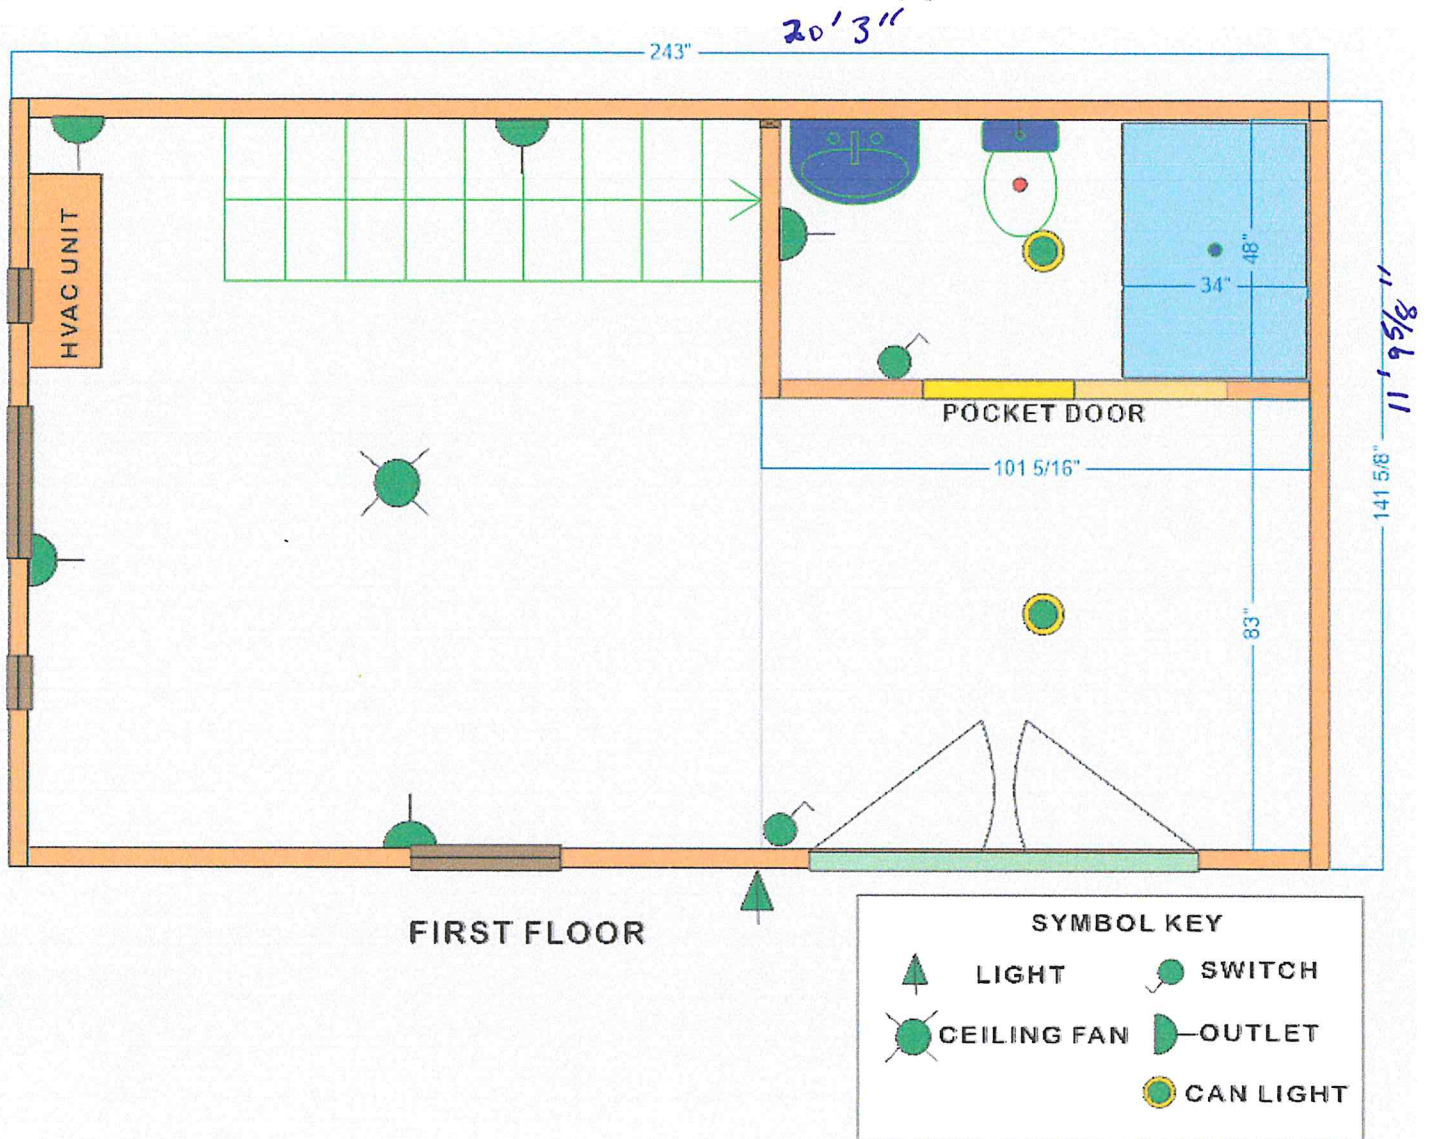 20' 3"
243"
HVAC UNIT
48"
34"
11' 9 5/8"
POCKET DOOR
101 5/16"
141 5/8"
83"
FIRST FLOOR
SYMBOL KEY
LIGHT
SWITCH
CEILING FAN
OUTLET
CAN LIGHT